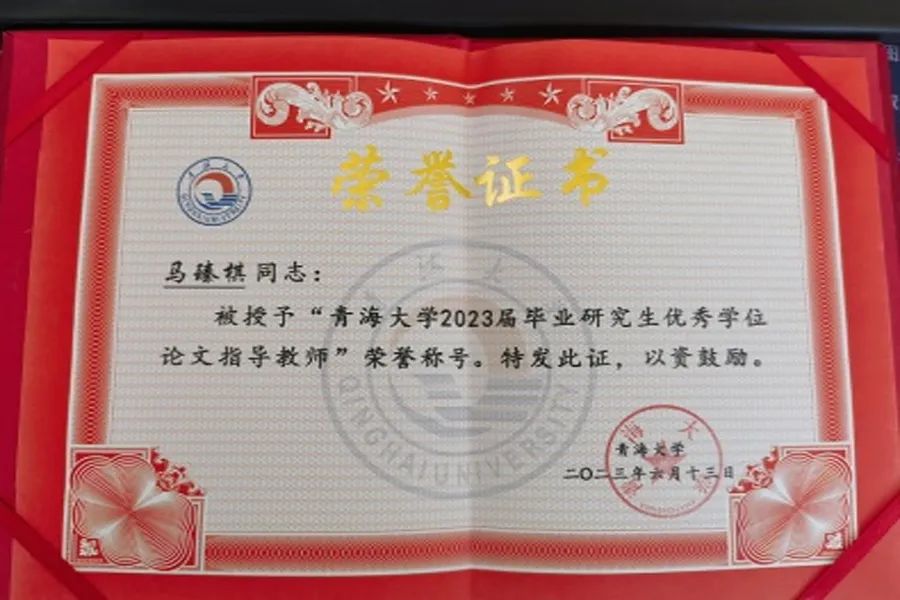 荣誉证书
马臻棋同志：
被授予“青海大学2023届毕业研究生优秀学位
论文指导教师”荣誉称号。特发此证，以资鼓励。
QINGHAI UNIVERSITY
青海大学
二〇二三年六月十三日